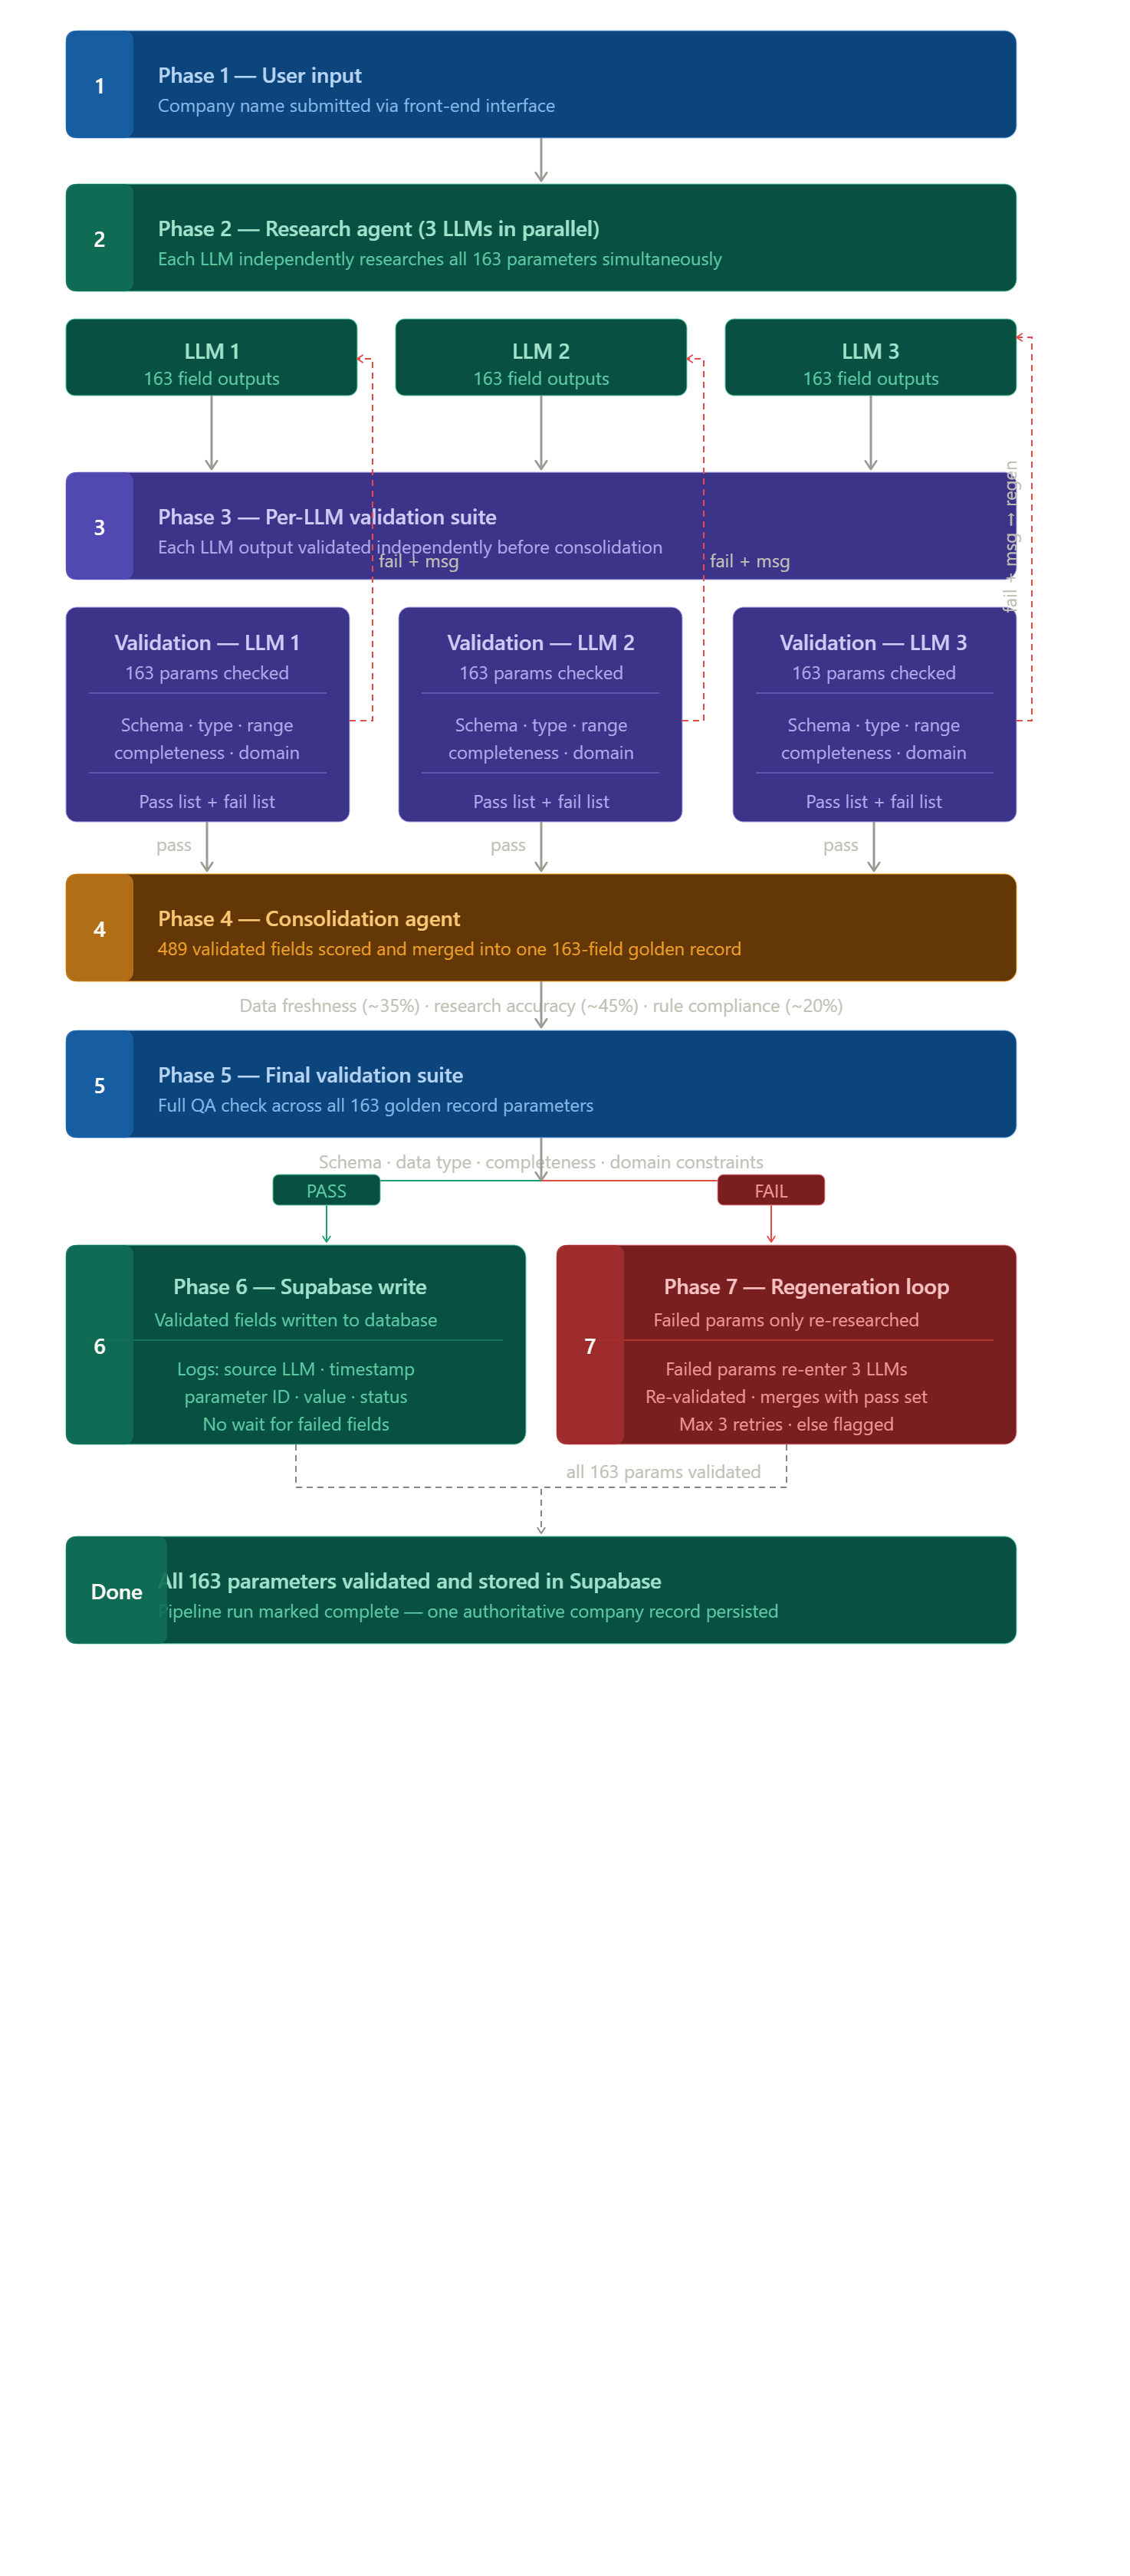 1
Phase 1 — User input
Company name submitted via front-end interface
2
Phase 2 — Research agent (3 LLMs in parallel)
Each LLM independently researches all 163 parameters simultaneously
LLM 1
163 field outputs
LLM 2
163 field outputs
LLM 3
163 field outputs
3
Phase 3 — Per-LLM validation suite
Each LLM output validated independently before consolidation
fail + msg
fail + msg
fail + msg → regen
Validation — LLM 1
163 params checked
Schema · type · range
completeness · domain
Pass list + fail list
Validation — LLM 2
163 params checked
Schema · type · range
completeness · domain
Pass list + fail list
Validation — LLM 3
163 params checked
Schema · type · range
completeness · domain
Pass list + fail list
pass
pass
pass
4
Phase 4 — Consolidation agent
489 validated fields scored and merged into one 163-field golden record
Data freshness (~35%) · research accuracy (~45%) · rule compliance (~20%)
5
Phase 5 — Final validation suite
Full QA check across all 163 golden record parameters
Schema · data type · completeness · domain constraints
PASS
FAIL
6
Phase 6 — Supabase write
Validated fields written to database
Logs: source LLM · timestamp
parameter ID · value · status
No wait for failed fields
7
Phase 7 — Regeneration loop
Failed params only re-researched
Failed params re-enter 3 LLMs
Re-validated · merges with pass set
Max 3 retries · else flagged
all 163 params validated
Done
All 163 parameters validated and stored in Supabase
Pipeline run marked complete — one authoritative company record persisted